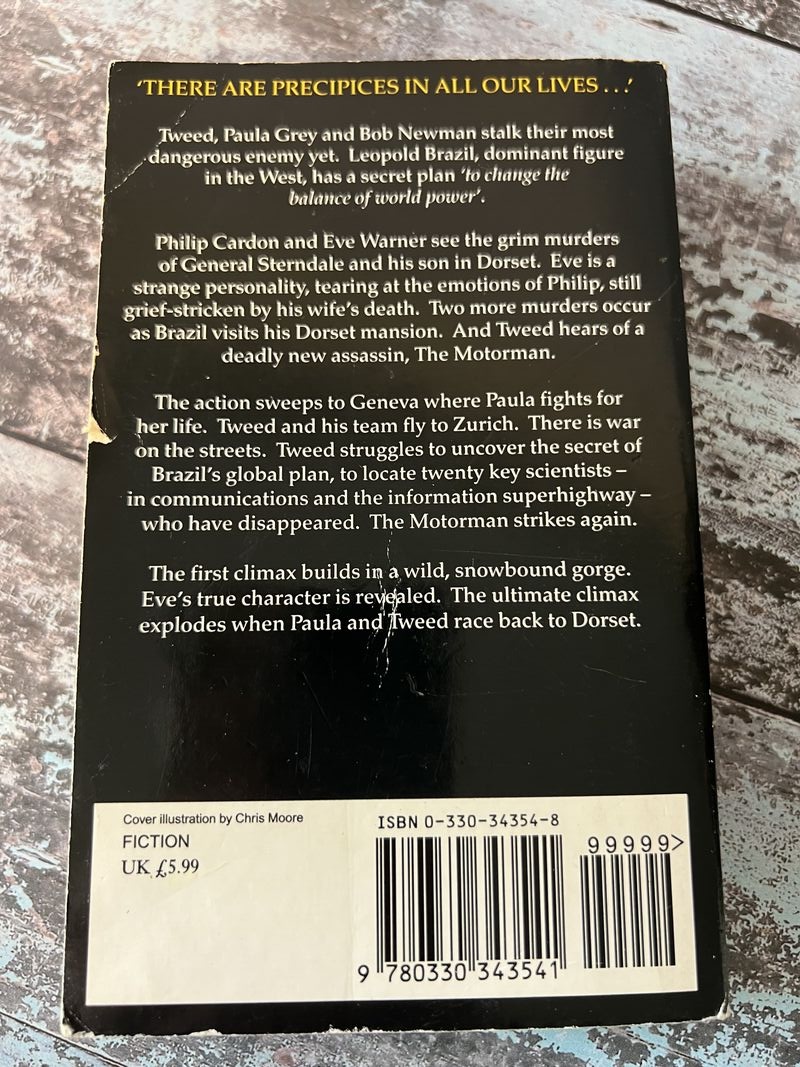 ‘THERE ARE PRECIPICES IN ALL OUR LIVES . . .’
Tweed, Paula Grey and Bob Newman stalk their most
dangerous enemy yet. Leopold Brazil, dominant figure
in the West, has a secret plan ‘to change the
balance of world power’.
Philip Cardon and Eve Warner see the grim murders
of General Sterndale and his son in Dorset. Eve is a
strange personality, tearing at the emotions of Philip, still
grief-stricken by his wife’s death. Two more murders occur
as Brazil visits his Dorset mansion. And Tweed hears of a
deadly new assassin, The Motorman.
The action sweeps to Geneva where Paula fights for
her life. Tweed and his team fly to Zurich. There is war
on the streets. Tweed struggles to uncover the secret of
Brazil’s global plan, to locate twenty key scientists –
in communications and the information superhighway –
who have disappeared. The Motorman strikes again.
The first climax builds in a wild, snowbound gorge.
Eve’s true character is revealed. The ultimate climax
explodes when Paula and Tweed race back to Dorset.
Cover illustration by Chris Moore
FICTION
UK £5.99
ISBN 0-330-34354-8
99999>
9 780330 343541